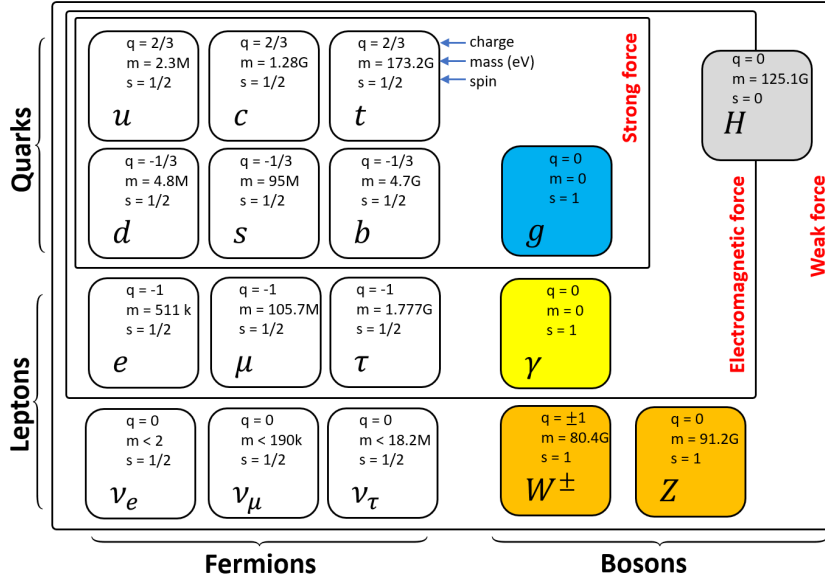 q = 2/3
m = 2.3M
s = 1/2
u
q = 2/3
m = 1.28G
s = 1/2
c
q = 2/3
m = 173.2G
s = 1/2
t
charge
mass (eV)
spin
Strong force
q = 0
m = 125.1G
s = 0
H
Quarks
q = -1/3
m = 4.8M
s = 1/2
d
q = -1/3
m = 95M
s = 1/2
s
q = -1/3
m = 4.7G
s = 1/2
b
q = 0
m = 0
s = 1
g
Electromagnetic force
Weak force
Leptons
q = -1
m = 511 k
s = 1/2
e
q = -1
m = 105.7M
s = 1/2
μ
q = -1
m = 1.777G
s = 1/2
τ
q = 0
m = 0
s = 1
γ
q = 0
m < 2
s = 1/2
νe
q = 0
m < 190k
s = 1/2
νμ
q = 0
m < 18.2M
s = 1/2
ντ
q = ±1
m = 80.4G
s = 1
W±
q = 0
m = 91.2G
s = 1
Z
Fermions
Bosons